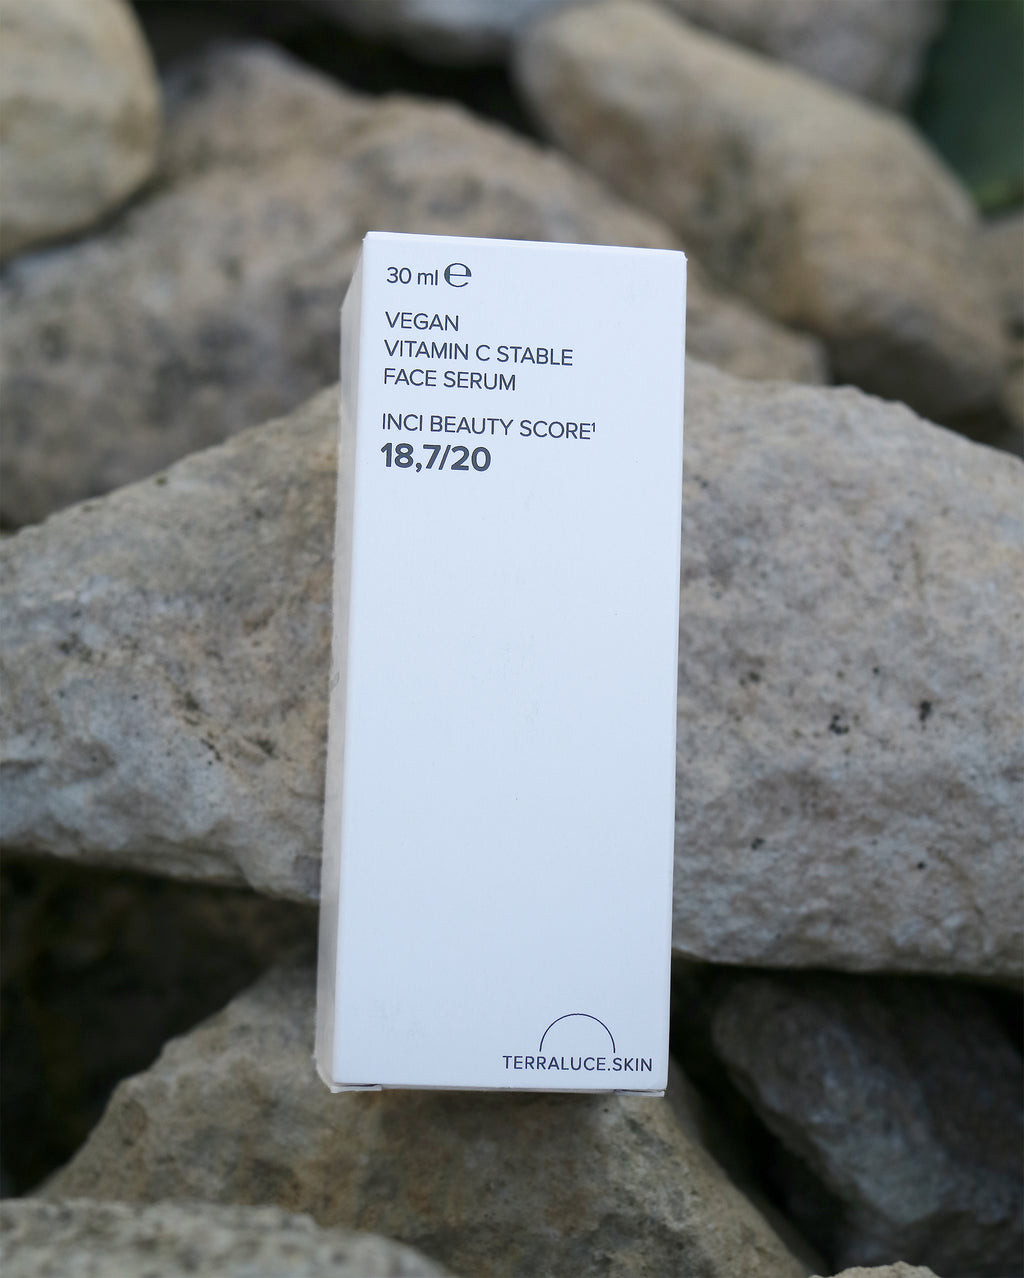 30 ml ℮
VEGAN
VITAMIN C STABLE
FACE SERUM
INCI BEAUTY SCORE¹
18,7/20
TERRALUCE.SKIN